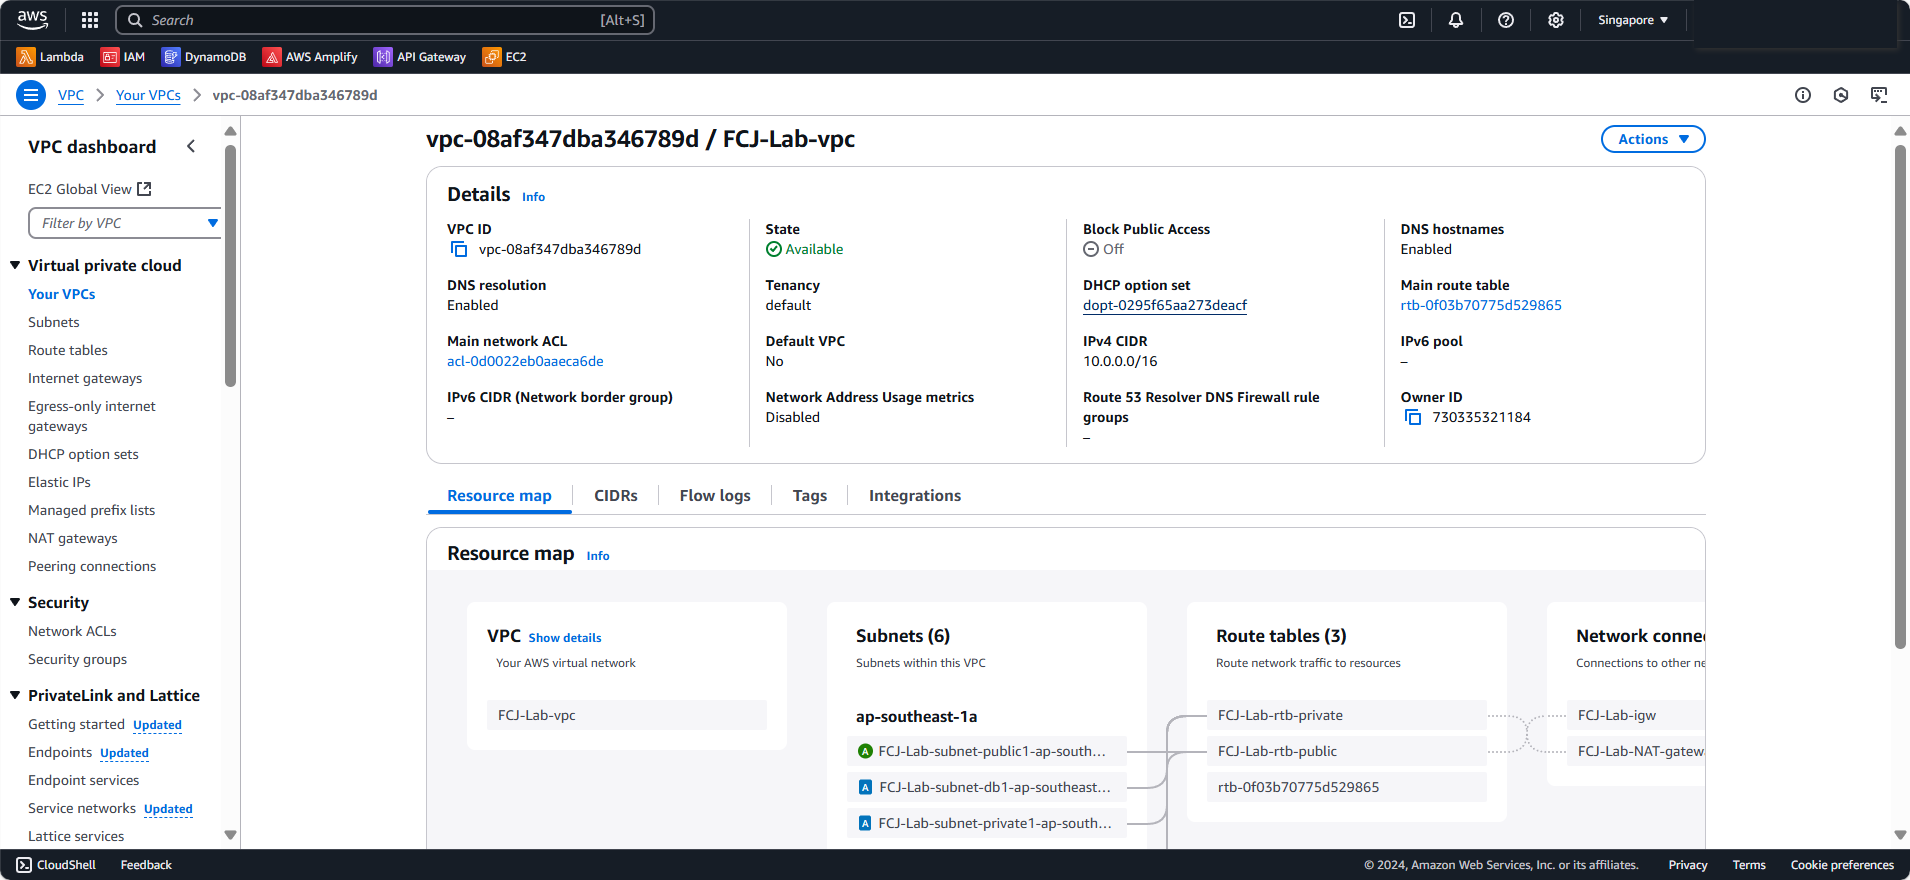 aws
Search [Alt+S]
Singapore
Lambda IAM DynamoDB AWS Amplify API Gateway EC2
VPC Your VPCs vpc-08af347dba346789d
VPC dashboard
EC2 Global View
Filter by VPC
Virtual private cloud
Your VPCs
Subnets
Route tables
Internet gateways
Egress-only internet
gateways
DHCP option sets
Elastic IPs
Managed prefix lists
NAT gateways
Peering connections
Security
Network ACLs
Security groups
PrivateLink and Lattice
Getting started Updated
Endpoints Updated
Endpoint services
Service networks Updated
Lattice services
vpc-08af347dba346789d / FCJ-Lab-vpc
Actions
Details Info
VPC ID
vpc-08af347dba346789d
State
Available
Block Public Access
Off
DNS hostnames
Enabled
DNS resolution
Enabled
Tenancy
default
DHCP option set
dopt-0295f65aa273deacf
Main route table
rtb-0f03b70775d529865
Main network ACL
acl-0d0022eb0aaeca6de
Default VPC
No
IPv4 CIDR
10.0.0.0/16
IPv6 pool
–
IPv6 CIDR (Network border group)
–
Network Address Usage metrics
Disabled
Route 53 Resolver DNS Firewall rule
groups
–
Owner ID
730335321184
Resource map CIDRs Flow logs Tags Integrations
Resource map Info
VPC Show details
Your AWS virtual network
FCJ-Lab-vpc
Subnets (6)
Subnets within this VPC
ap-southeast-1a
A FCJ-Lab-subnet-public1-ap-south...
A FCJ-Lab-subnet-db1-ap-southeast...
A FCJ-Lab-subnet-private1-ap-south...
Route tables (3)
Route network traffic to resources
FCJ-Lab-rtb-private
FCJ-Lab-rtb-public
rtb-0f03b70775d529865
Network conne
Connections to other ne
FCJ-Lab-igw
FCJ-Lab-NAT-gatew
CloudShell Feedback
© 2024, Amazon Web Services, Inc. or its affiliates. Privacy Terms Cookie preferences